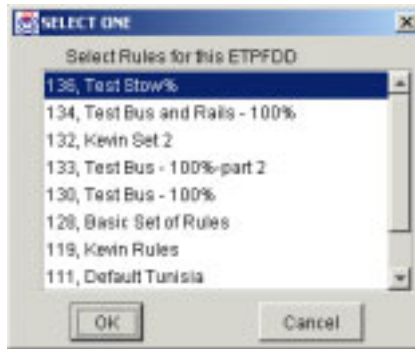 SELECT ONE
Select Rules for this ETPFDD
136, Test Stow%
134, Test Bus and Rails - 100%
132, Kevin Set 2
133, Test Bus - 100%-part 2
130, Test Bus - 100%
128, Basic Set of Rules
119, Kevin Rules
111, Default Tunisia
OK Cancel